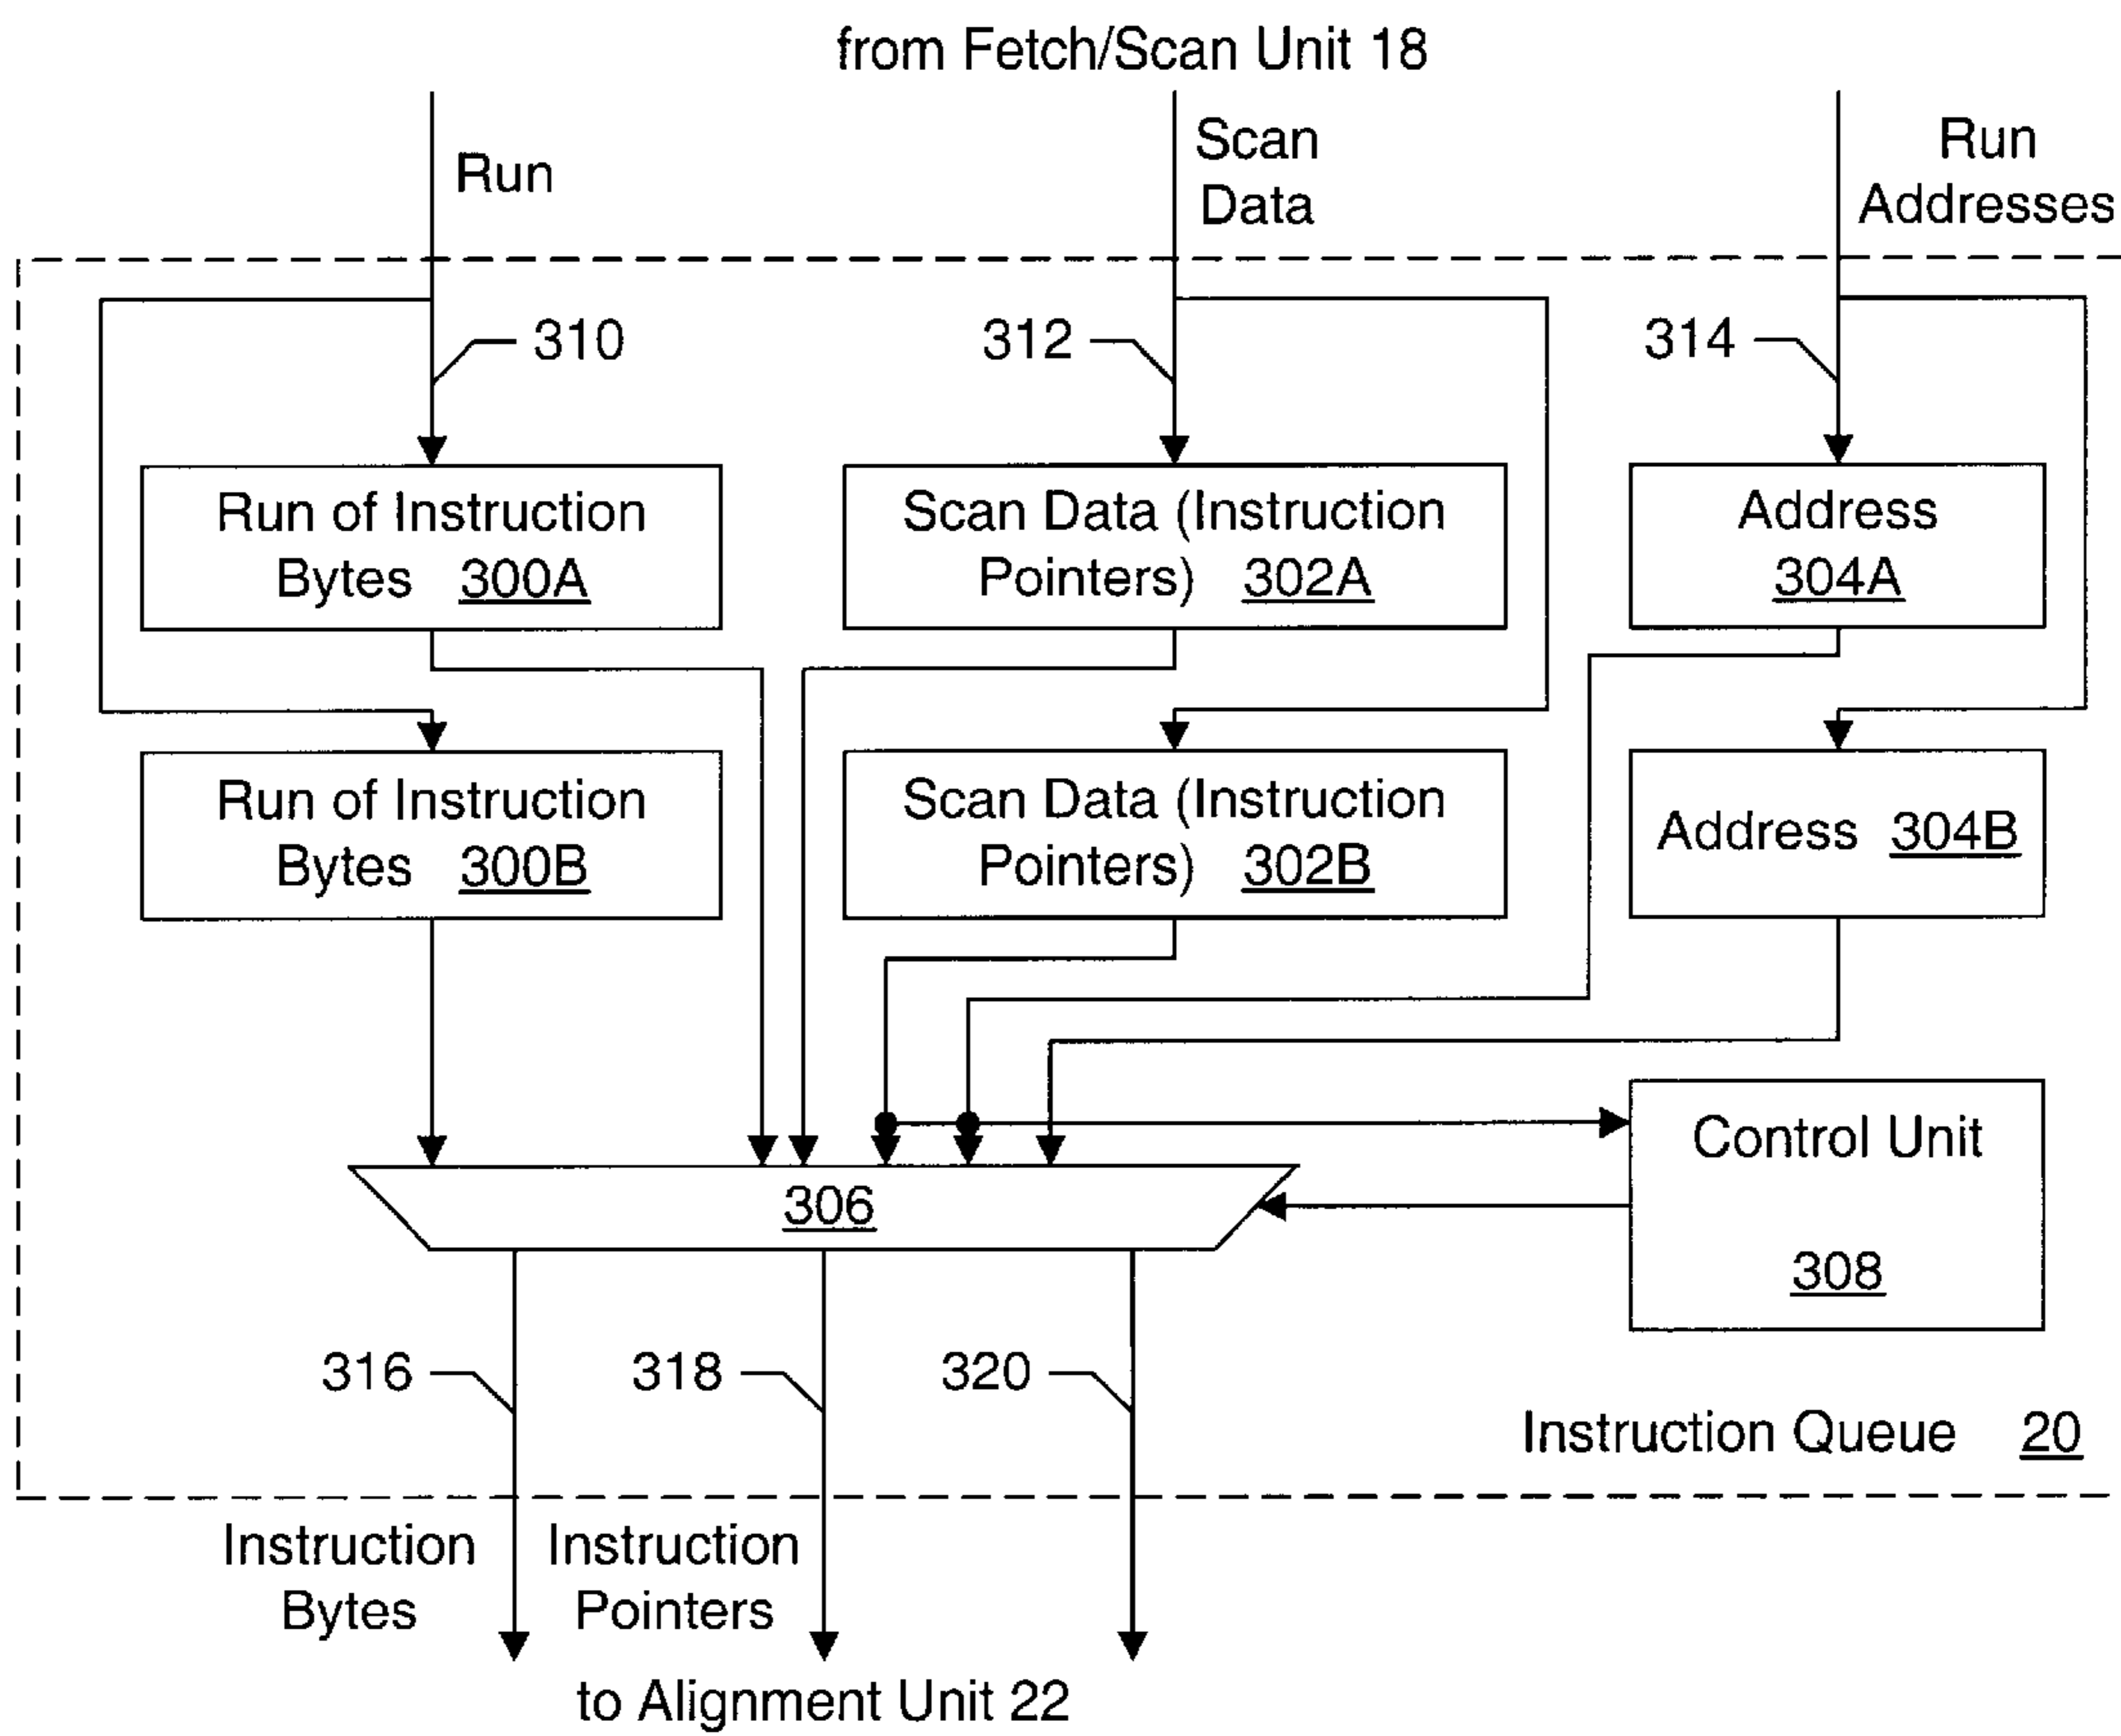 from Fetch/Scan Unit 18
Run
Scan
Data
Run
Addresses
310
312
314
Run of Instruction
Bytes 300A
Scan Data (Instruction
Pointers) 302A
Address
304A
Run of Instruction
Bytes 300B
Scan Data (Instruction
Pointers) 302B
Address 304B
306
Control Unit
308
316
318
320
Instruction Queue 20
Instruction
Bytes
Instruction
Pointers
to Alignment Unit 22